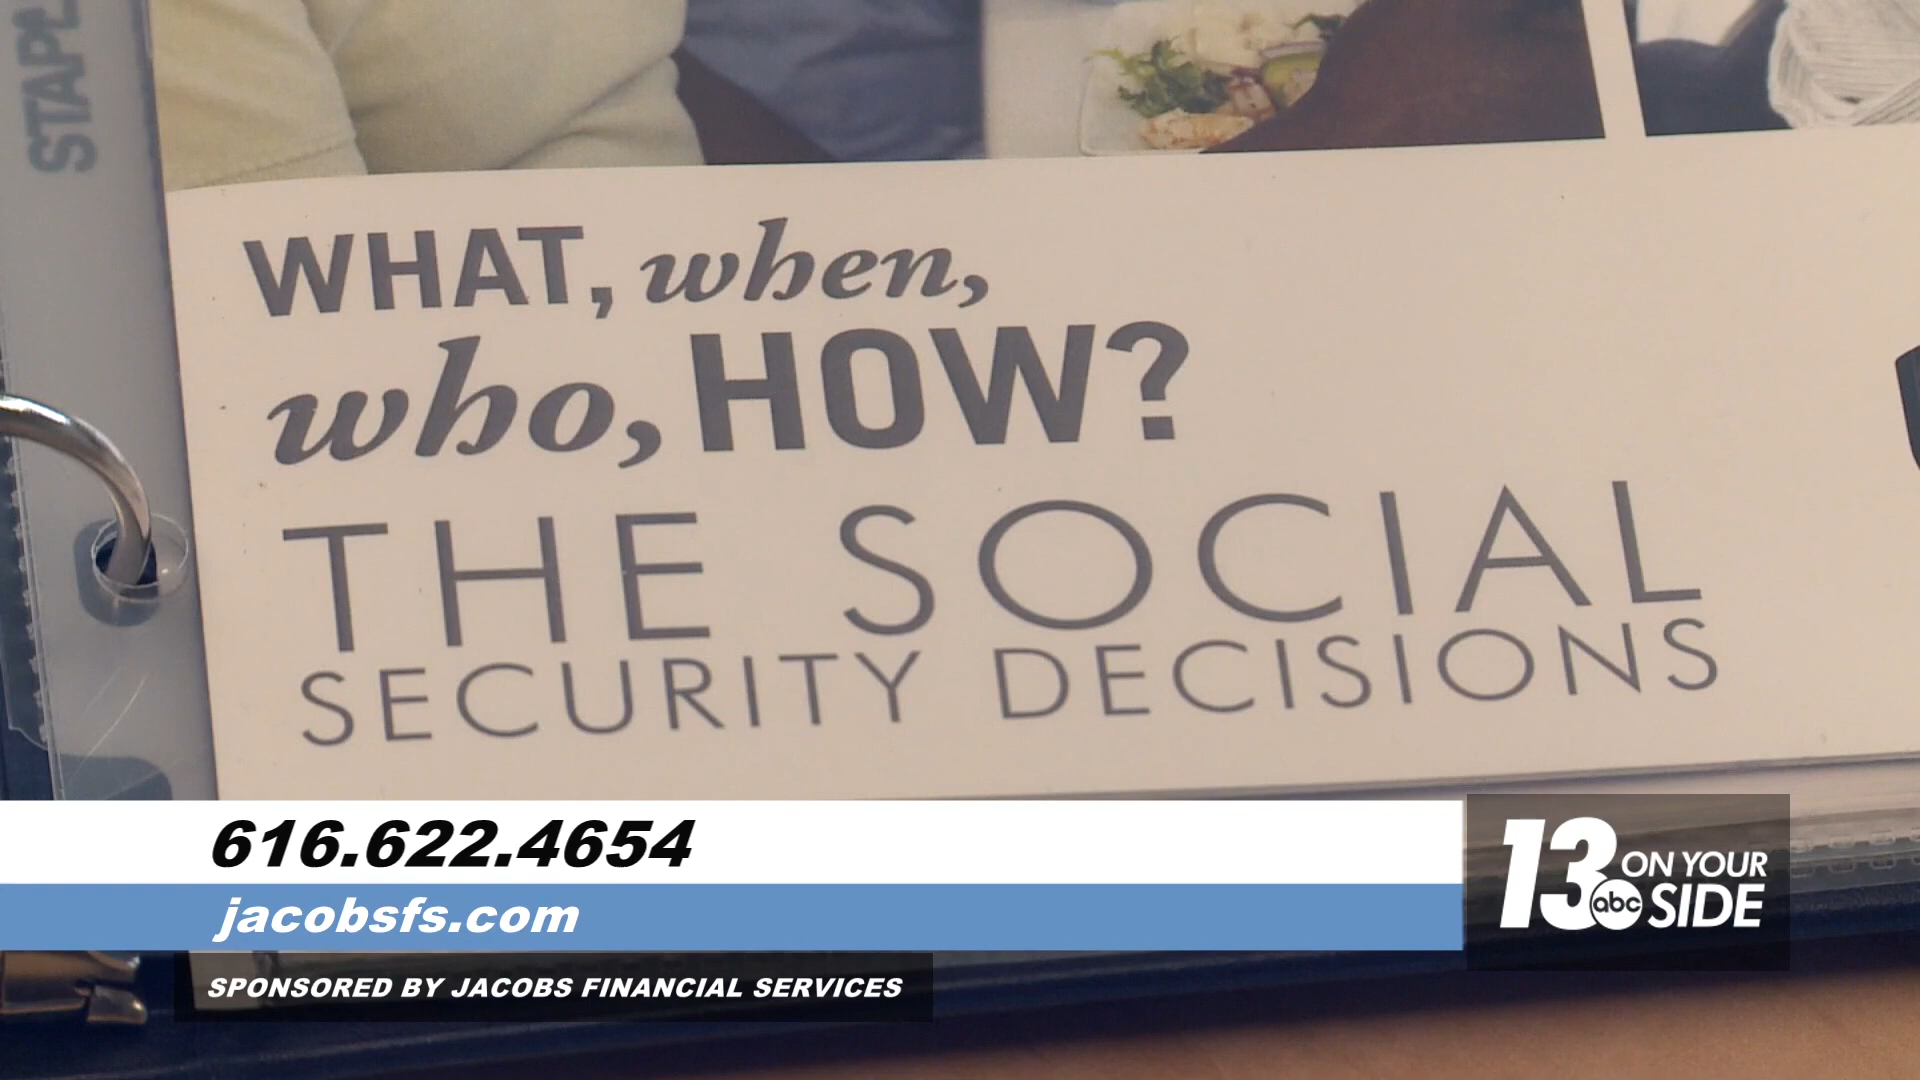 STAPL
WHAT, when,
who, HOW?
THE SOCIAL
SECURITY DECISIONS
616.622.4654
jacobsfs.com
SPONSORED BY JACOBS FINANCIAL SERVICES
13 ON YOUR
abc SIDE